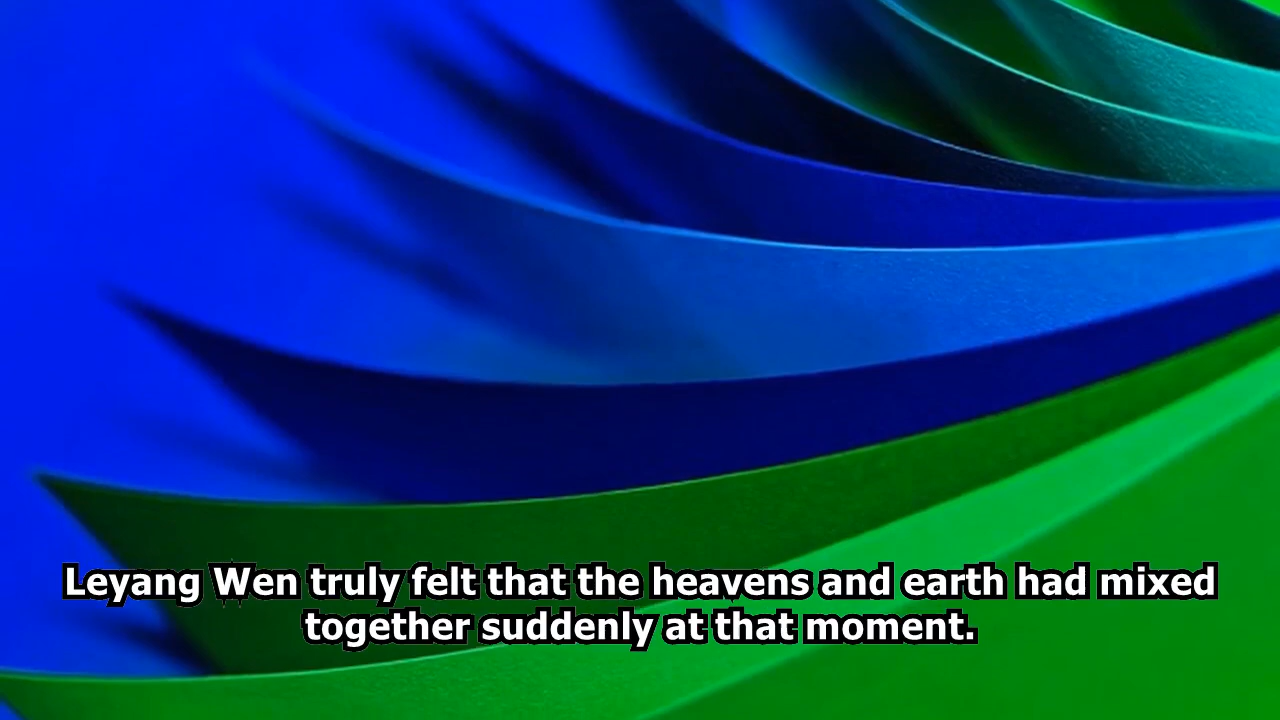 Leyang Wen truly felt that the heavens and earth had mixed
together suddenly at that moment.